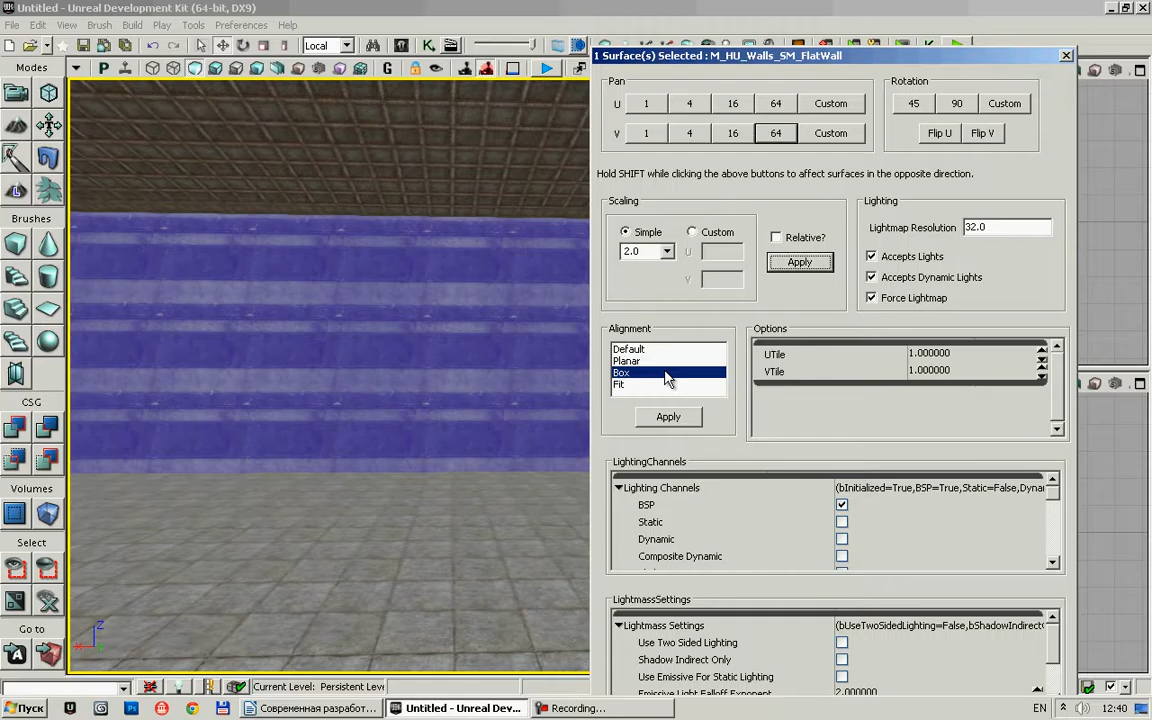 Untitled - Unreal Development Kit (64-bit, DX9)
File Edit View Brush Build Play Tools Preferences Help
Local
1 Surface(s) Selected : M_HU_Walls_SM_FlatWall
Modes
P G
Pan
Rotation
U 1 4 16 64 Custom
45 90 Custom
V 1 4 16 64 Custom
Flip U Flip V
Hold SHIFT while clicking the above buttons to affect surfaces in the opposite direction.
Scaling
Lighting
Brushes
Simple Custom
Relative?
Lightmap Resolution 32.0
2.0 U
Apply
Accepts Lights
V
Accepts Dynamic Lights
Force Lightmap
Alignment
Options
Default
Planar
Box
Fit
UTile 1.000000
VTile 1.000000
Apply
CSG
LightingChannels
Lighting Channels (bInitialized=True,BSP=True,Static=False,Dyna
BSP
Static
Dynamic
Composite Dynamic
Volumes
Select
LightmassSettings
Lightmass Settings (bUseTwoSidedLighting=False,bShadowIndirectO
Use Two Sided Lighting
Shadow Indirect Only
Use Emissive For Static Lighting
Emissive Light Falloff Exponent 2.000000
Go to
Z
X
Current Level: Persistent Leve
Пуск
Современная разработ...
Untitled - Unreal Dev...
Recording...
EN
12:40